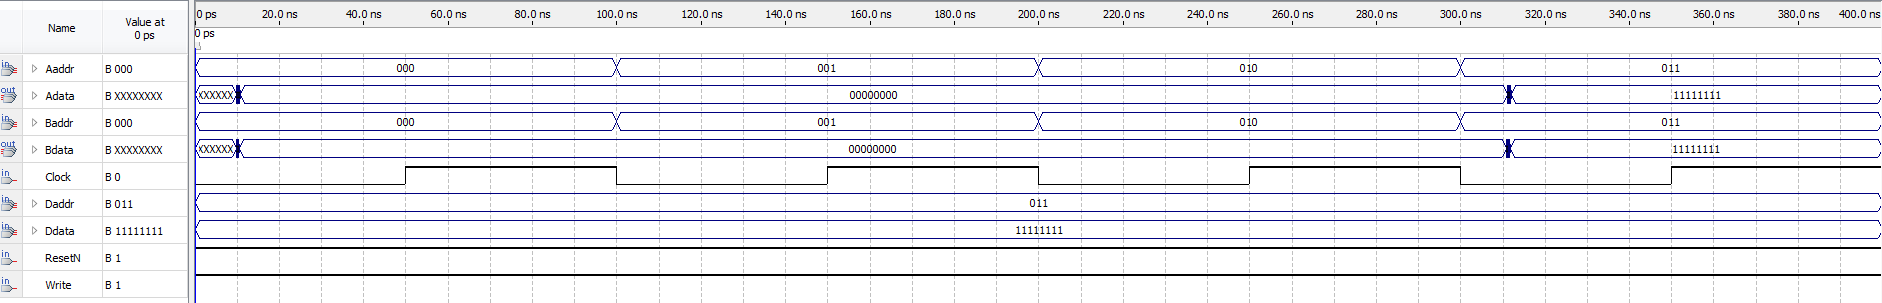 Name Value at 0 ps
0 ps 20.0 ns 40.0 ns 60.0 ns 80.0 ns 100.0 ns 120.0 ns 140.0 ns 160.0 ns 180.0 ns 200.0 ns 220.0 ns 240.0 ns 260.0 ns 280.0 ns 300.0 ns 320.0 ns 340.0 ns 360.0 ns 380.0 ns 400.0 ns
0 ps
in Aaddr B 000 000 001 010 011
out Adata B XXXXXXXX XXXXXX 00000000 11111111
in Baddr B 000 000 001 010 011
out Bdata B XXXXXXXX XXXXXX 00000000 11111111
in Clock B 0
in Daddr B 011 011
in Ddata B 11111111 11111111
in ResetN B 1
in Write B 1